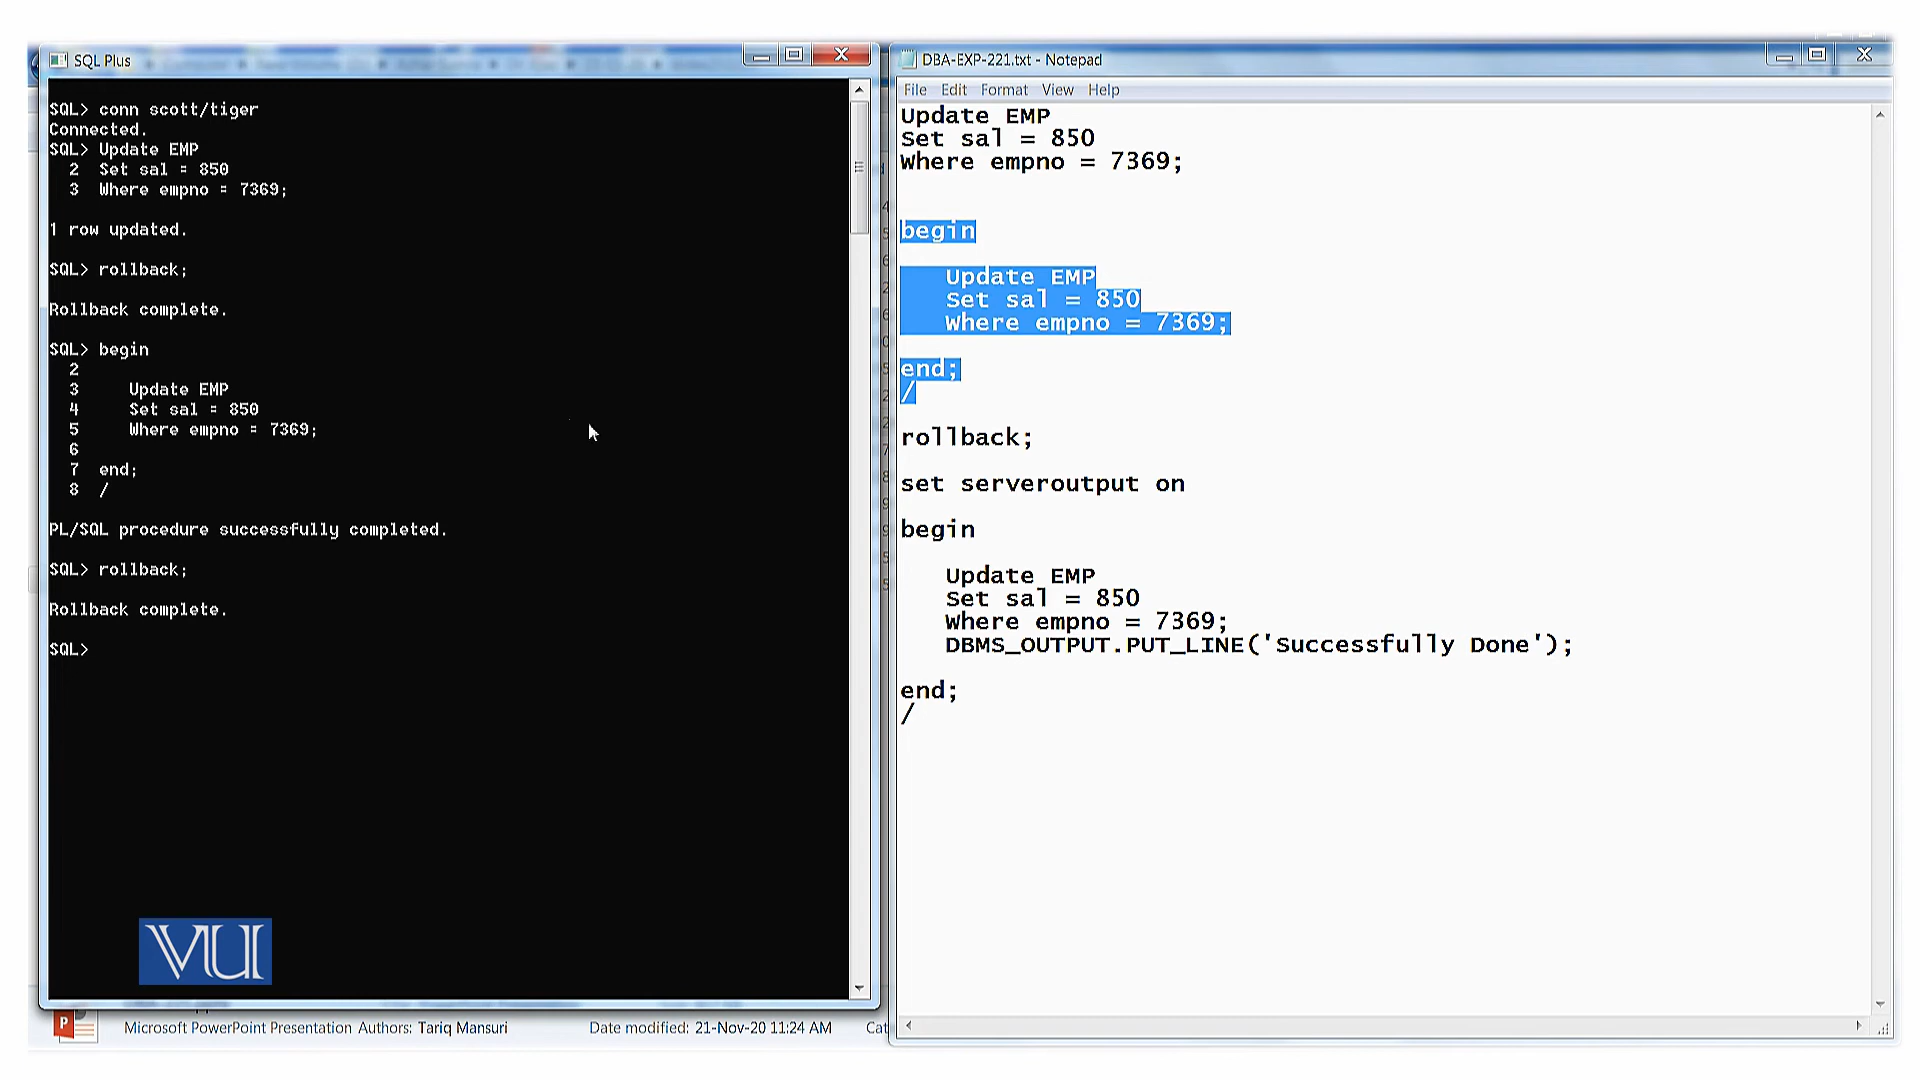 SQL Plus
SQL> conn scott/tiger
Connected.
SQL> Update EMP
2 Set sal = 850
3 Where empno = 7369;
1 row updated.
SQL> rollback;
Rollback complete.
SQL> begin
2
3 Update EMP
4 Set sal = 850
5 Where empno = 7369;
6
7 end;
8 /
PL/SQL procedure successfully completed.
SQL> rollback;
Rollback complete.
SQL>
VU
Microsoft PowerPoint Presentation Authors: Tariq Mansuri
Date modified: 21-Nov-20 11:24 AM
Cat
DBA-EXP-221.txt - Notepad
File Edit Format View Help
Update EMP
Set sal = 850
Where empno = 7369;
begin
Update EMP
Set sal = 850
Where empno = 7369;
end;
/
rollback;
set serveroutput on
begin
Update EMP
Set sal = 850
Where empno = 7369;
DBMS_OUTPUT.PUT_LINE('Successfully Done');
end;
/